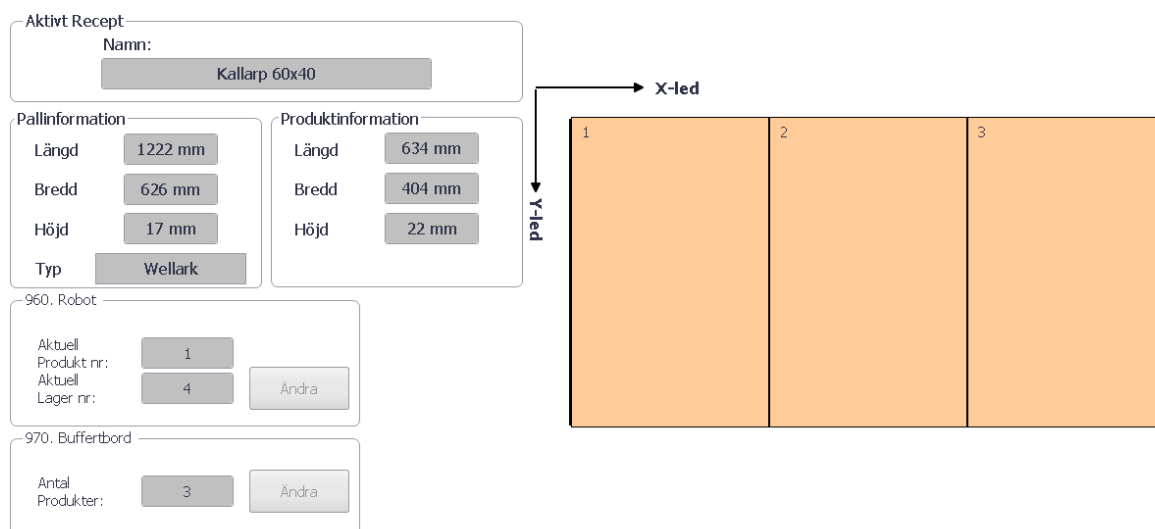 Aktivt Recept
Namn:
Kallarp 60x40
X-led
Y-led
Pallinformation
Längd 1222 mm
Bredd 626 mm
Höjd 17 mm
Typ Wellark
Produktinformation
Längd 634 mm
Bredd 404 mm
Höjd 22 mm
1 2 3
960. Robot
Aktuell
Produkt nr: 1
Aktuell
Lager nr: 4 Ändra
970. Buffertbord
Antal
Produkter: 3 Ändra